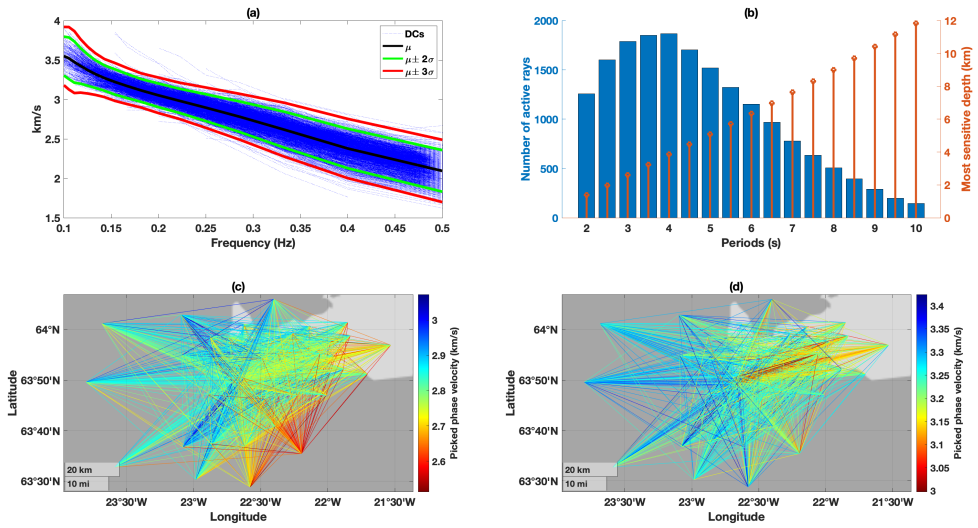 (a)
4
3.5
3
2.5
2
1.5
km/s
DCs
μ
μ± 2σ
μ± 3σ
0.1
0.15
0.2
0.25
0.3
0.35
0.4
0.45
0.5
Frequency (Hz)
(b)
2000
1500
1000
500
0
Number of active rays
12
10
8
6
4
2
0
Most sensitive depth (km)
2
3
4
5
6
7
8
9
10
Periods (s)
(c)
64°N
63°50'N
63°40'N
63°30'N
Latitude
20 km
10 mi
23°30'W
23°W
22°30'W
22°W
21°30'W
Longitude
3
2.9
2.8
2.7
2.6
Picked phase velocity (km/s)
(d)
64°N
63°50'N
63°40'N
63°30'N
Latitude
20 km
10 mi
23°30'W
23°W
22°30'W
22°W
21°30'W
Longitude
3.4
3.35
3.3
3.25
3.2
3.15
3.1
3.05
3
Picked phase velocity (km/s)